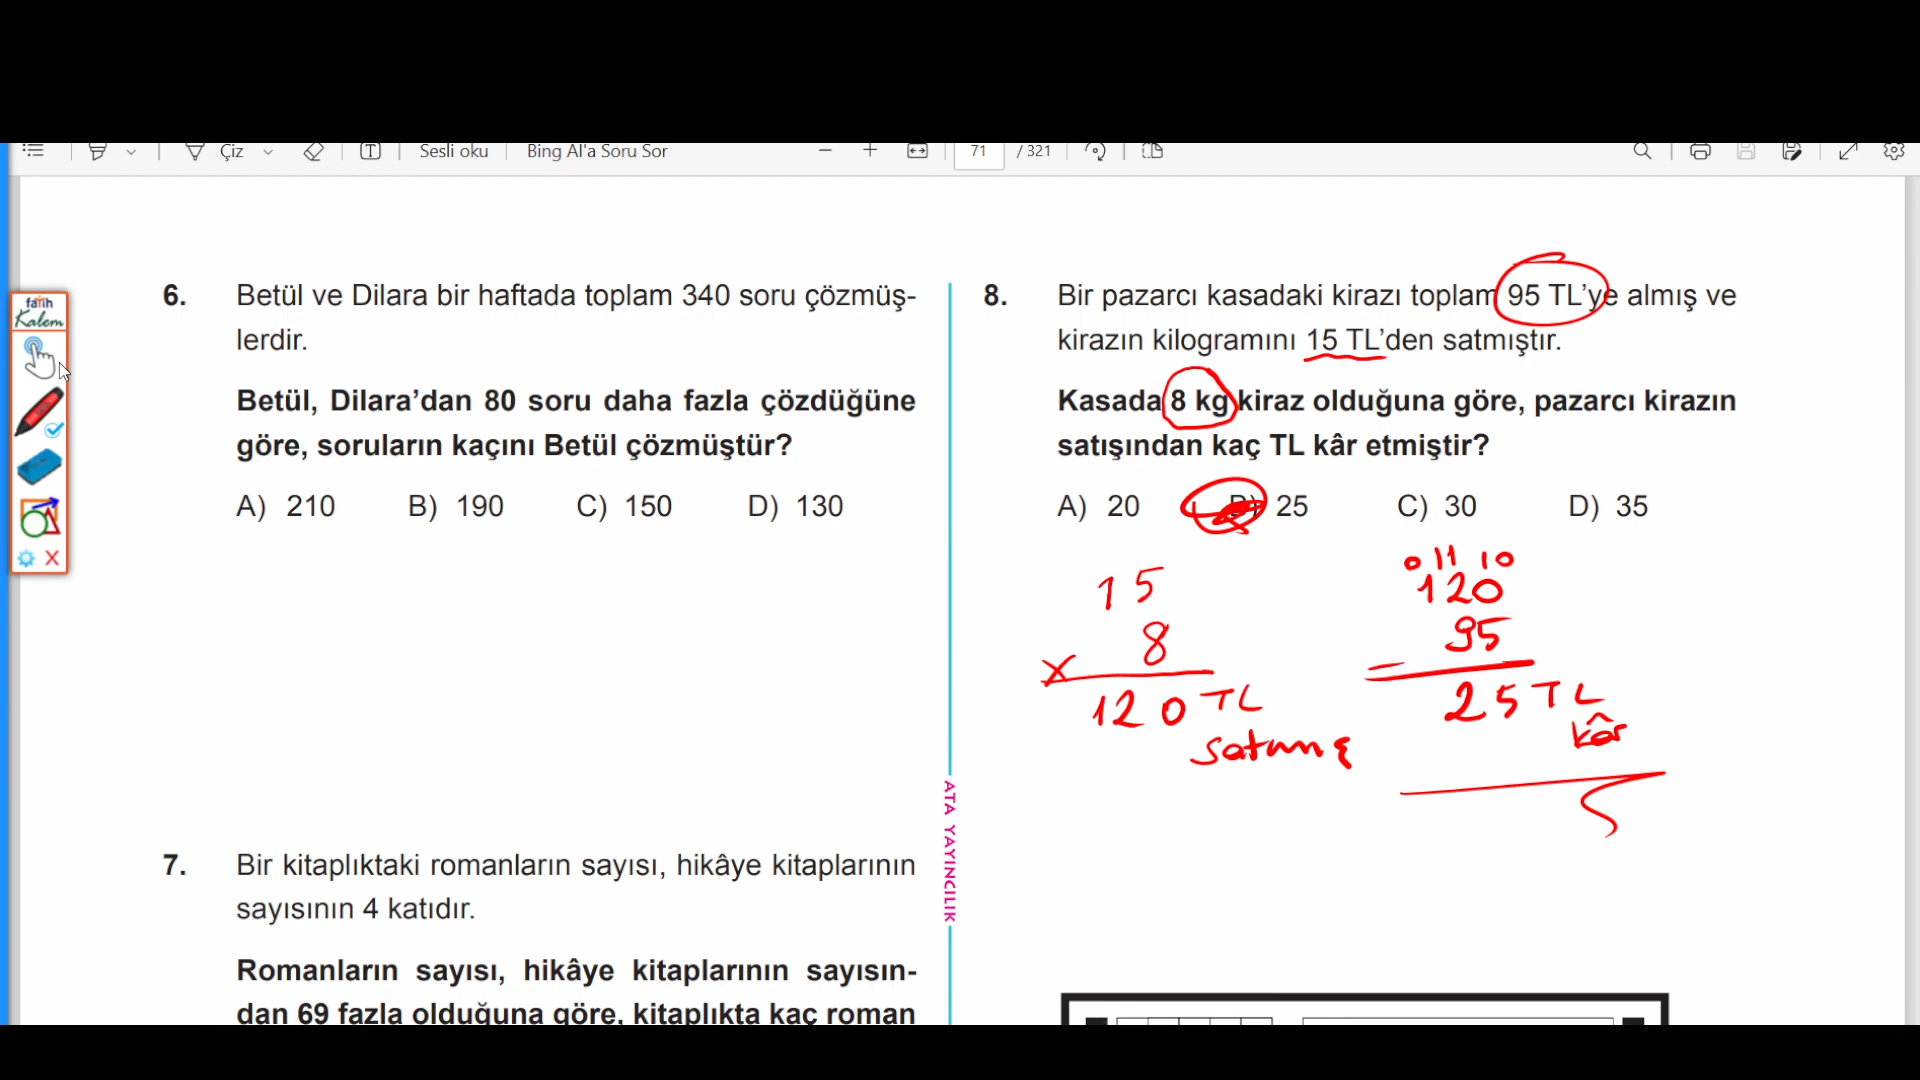 Çiz
Sesli oku
Bing AI'a Soru Sor
71 / 321
fatih
Kalem
6. Betül ve Dilara bir haftada toplam 340 soru çözmüş-
lerdir.
Betül, Dilara'dan 80 soru daha fazla çözdüğüne
göre, soruların kaçını Betül çözmüştür?
A) 210 B) 190 C) 150 D) 130
7. Bir kitaplıktaki romanların sayısı, hikâye kitaplarının
sayısının 4 katıdır.
Romanların sayısı, hikâye kitaplarının sayısın-
dan 69 fazla olduğuna göre, kitaplıkta kaç roman
ATA YAYINCILIK
8. Bir pazarcı kasadaki kirazı toplam 95 TL'ye almış ve
kirazın kilogramını 15 TL'den satmıştır.
Kasada 8 kg kiraz olduğuna göre, pazarcı kirazın
satışından kaç TL kâr etmiştir?
A) 20 B) 25 C) 30 D) 35
15
8
x
120 TL
satmış
0 11 10
120
95
25 TL
kâr